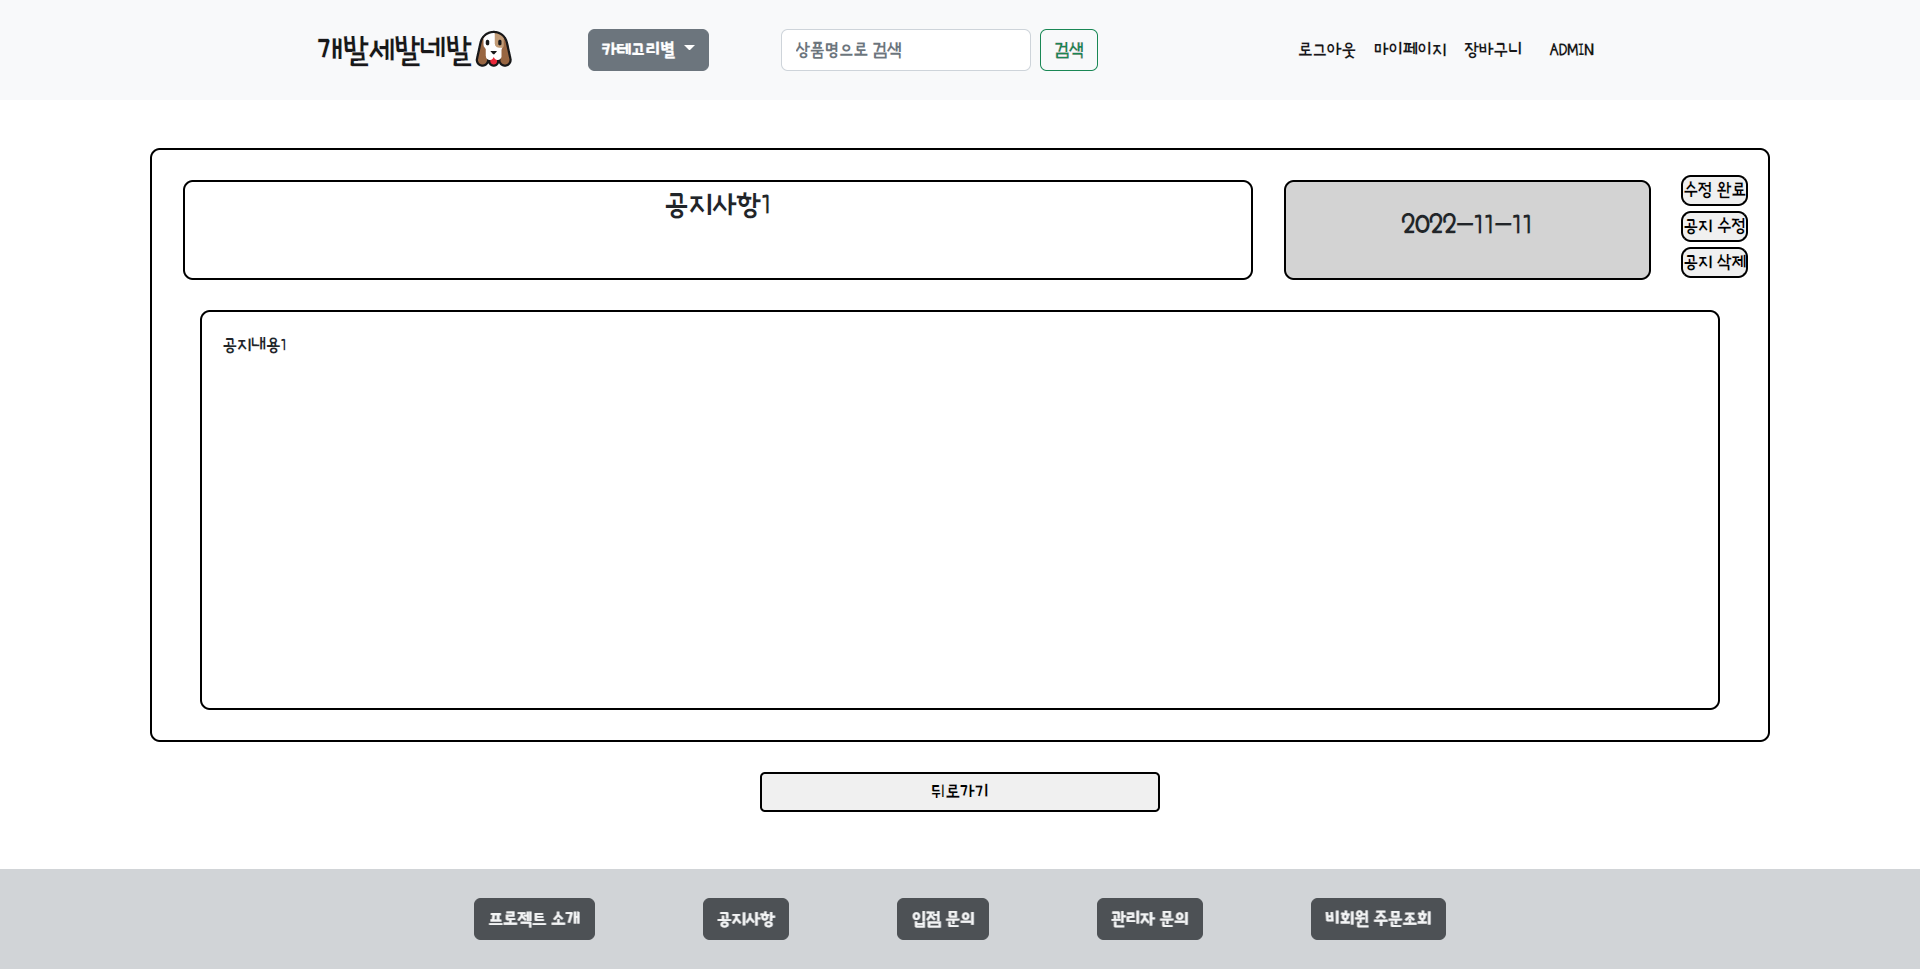 개발세발네발
카테고리별
상품명으로 검색
검색
로그아웃 마이페이지 장바구니 ADMIN
공지사항1
2022-11-11
수정 완료
공지 수정
공지 삭제
공지내용1
뒤로가기
프로젝트 소개
공지사항
입점 문의
관리자 문의
비회원 주문조회